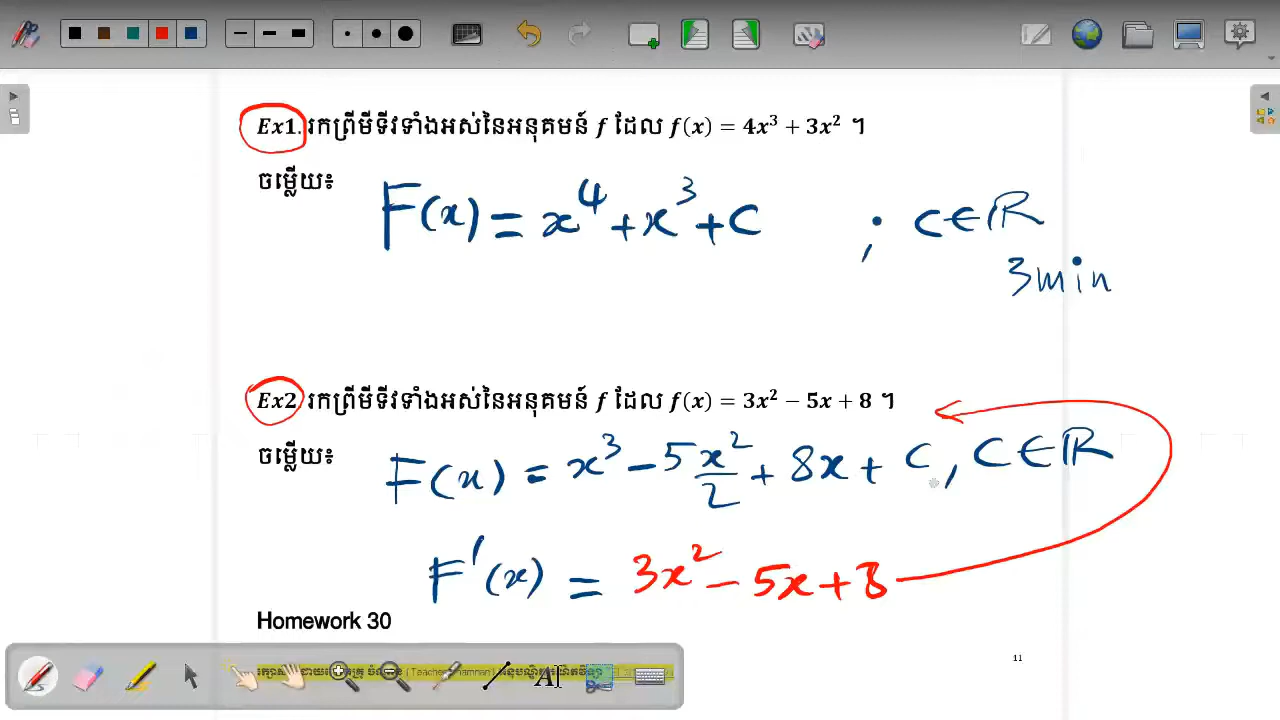 Ex1. រកព្រីមីទីវទាំងអស់នៃអនុគមន៍ f ដែល f(x) = 4x³ + 3x² ។
ចម្លើយ៖
F(x) = x⁴ + x³ + C ; C∈ℝ
3min
Ex2 រកព្រីមីទីវទាំងអស់នៃអនុគមន៍ f ដែល f(x) = 3x² − 5x + 8 ។
ចម្លើយ៖
F(x) = x³ − 5x²/2 + 8x + C, C∈ℝ
F'(x) = 3x² − 5x + 8
Homework 30
11